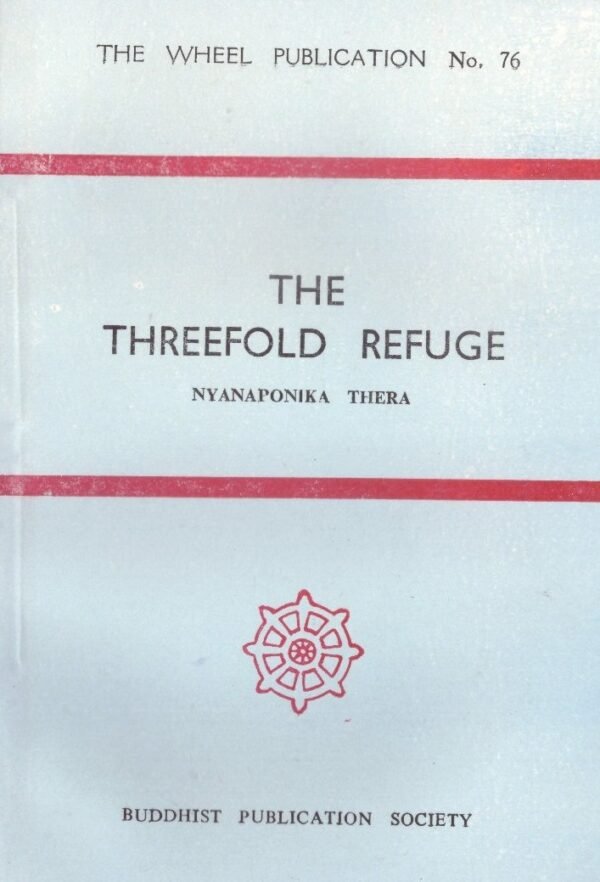 THE WHEEL PUBLICATION No. 76
THE
THREEFOLD REFUGE
NYANAPONIKA THERA
BUDDHIST PUBLICATION SOCIETY